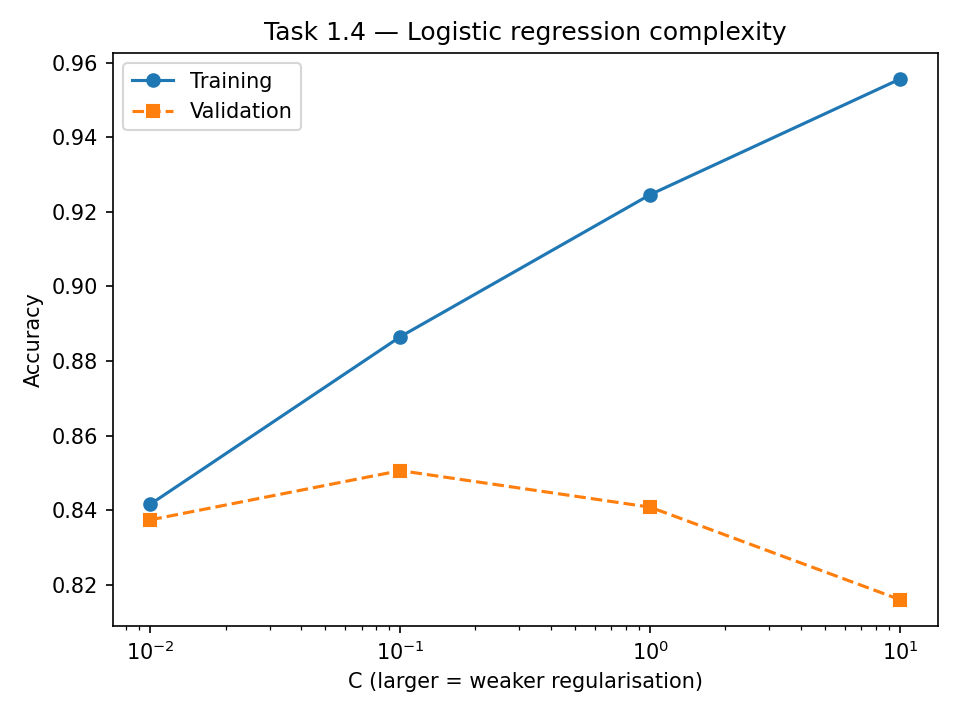 Task 1.4 — Logistic regression complexity
Training
Validation
0.96
0.94
0.92
0.90
0.88
0.86
0.84
0.82
Accuracy
10⁻² 10⁻¹ 10⁰ 10¹
C (larger = weaker regularisation)